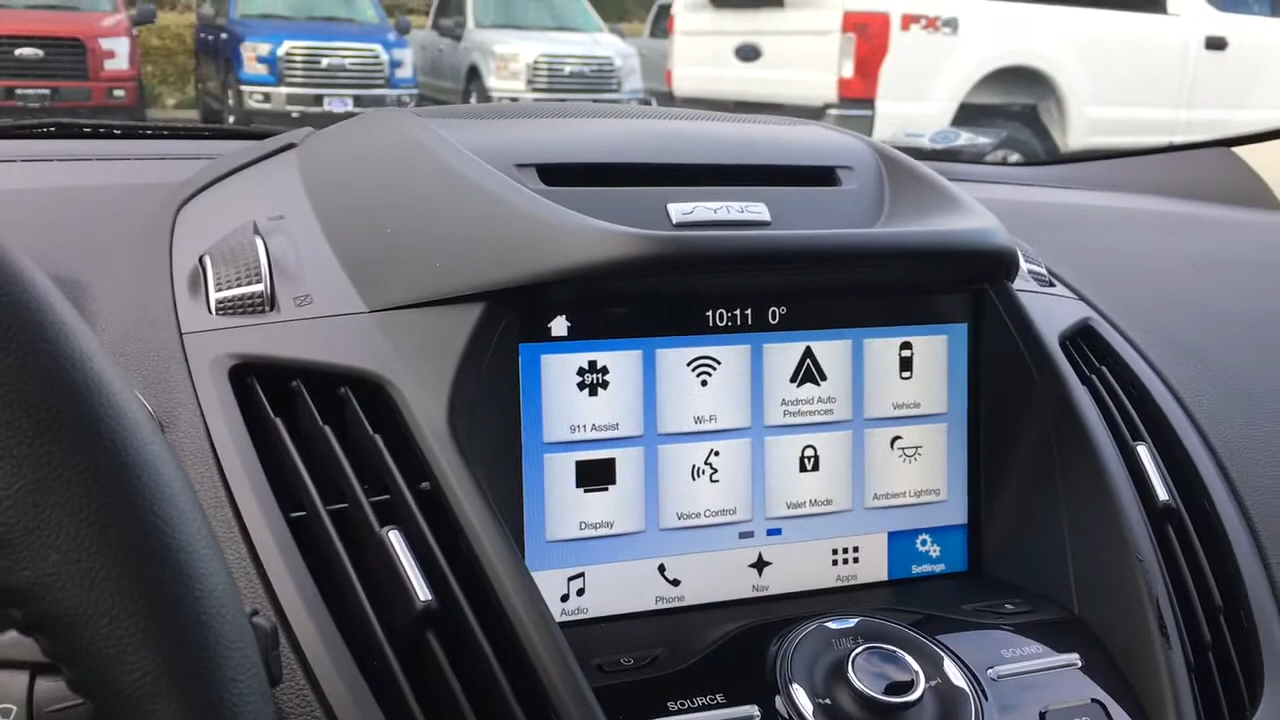 FX4
SYNC
10:11 0°
911
911 Assist
Wi-Fi
Android Auto
Preferences
Vehicle
Display
Voice Control
Valet Mode
Ambient Lighting
Audio
Phone
Nav
Apps
Settings
TUNE+
SOUND
SOURCE